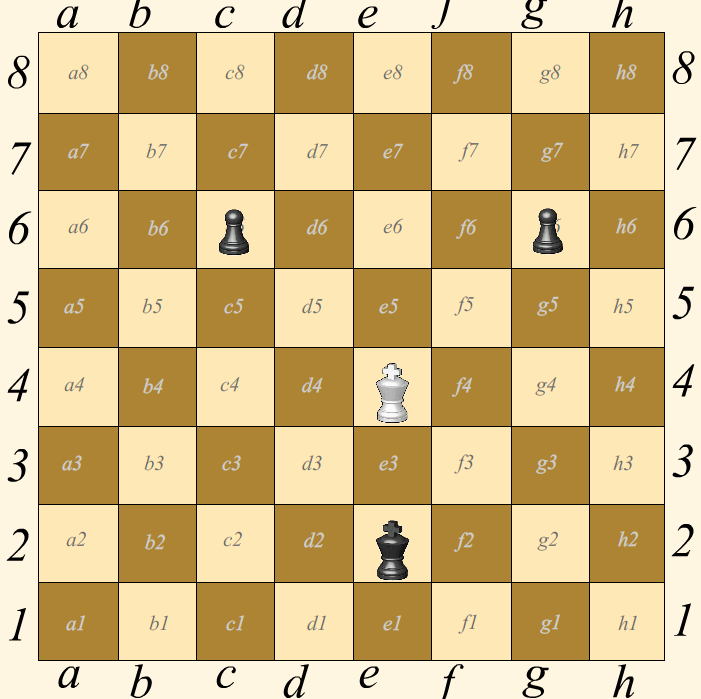 a b c d e f g h
8 a8 b8 c8 d8 e8 f8 g8 h8 8
7 a7 b7 c7 d7 e7 f7 g7 h7 7
6 a6 b6 d6 e6 f6 h6 6
5 a5 b5 c5 d5 e5 f5 g5 h5 5
4 a4 b4 c4 d4 f4 g4 h4 4
3 a3 b3 c3 d3 e3 f3 g3 h3 3
2 a2 b2 c2 d2 f2 g2 h2 2
1 a1 b1 c1 d1 e1 f1 g1 h1 1
a b c d e f g h